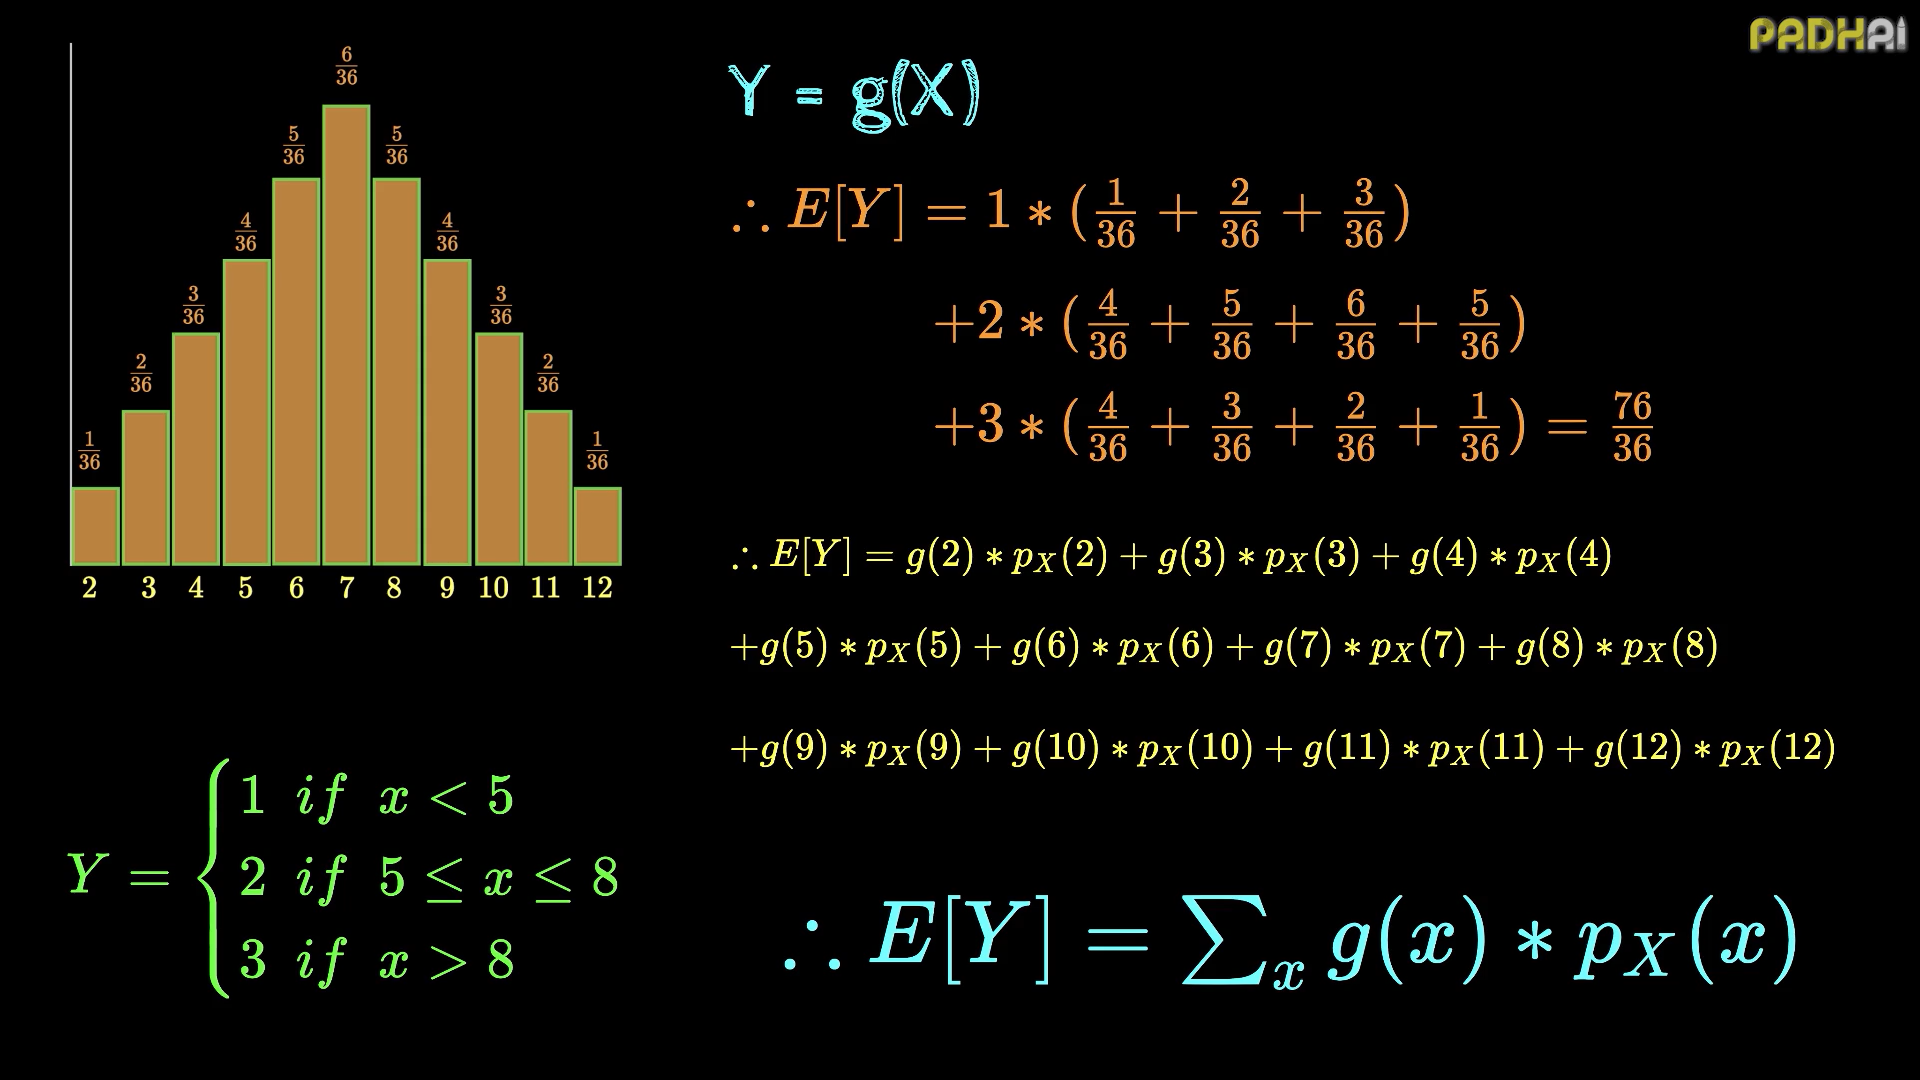 PADHAI
6/36
5/36 5/36
4/36 4/36
3/36 3/36
2/36 2/36
1/36 1/36
2 3 4 5 6 7 8 9 10 11 12
Y = { 1 if x < 5
2 if 5 ≤ x ≤ 8
3 if x > 8
Y = g(X)
∴ E[Y] = 1 * (1/36 + 2/36 + 3/36)
+2 * (4/36 + 5/36 + 6/36 + 5/36)
+3 * (4/36 + 3/36 + 2/36 + 1/36) = 76/36
∴ E[Y] = g(2) * p_X(2) + g(3) * p_X(3) + g(4) * p_X(4)
+g(5) * p_X(5) + g(6) * p_X(6) + g(7) * p_X(7) + g(8) * p_X(8)
+g(9) * p_X(9) + g(10) * p_X(10) + g(11) * p_X(11) + g(12) * p_X(12)
∴ E[Y] = ∑_x g(x) * p_X(x)